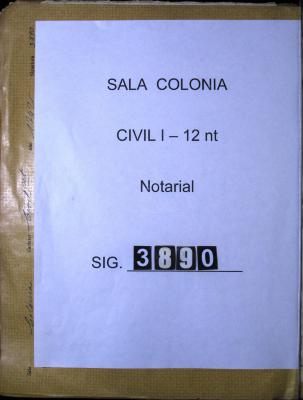 SALA COLONIA
CIVIL I – 12 nt
Notarial
SIG. 3890